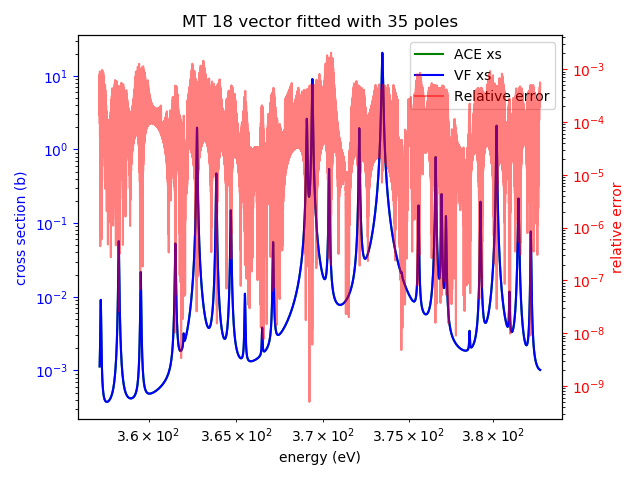 MT 18 vector fitted with 35 poles
ACE xs
VF xs
Relative error
cross section (b)
10¹
10⁰
10⁻¹
10⁻²
10⁻³
relative error
10⁻³
10⁻⁴
10⁻⁵
10⁻⁶
10⁻⁷
10⁻⁸
10⁻⁹
3.6 × 10² 3.65 × 10² 3.7 × 10² 3.75 × 10² 3.8 × 10²
energy (eV)